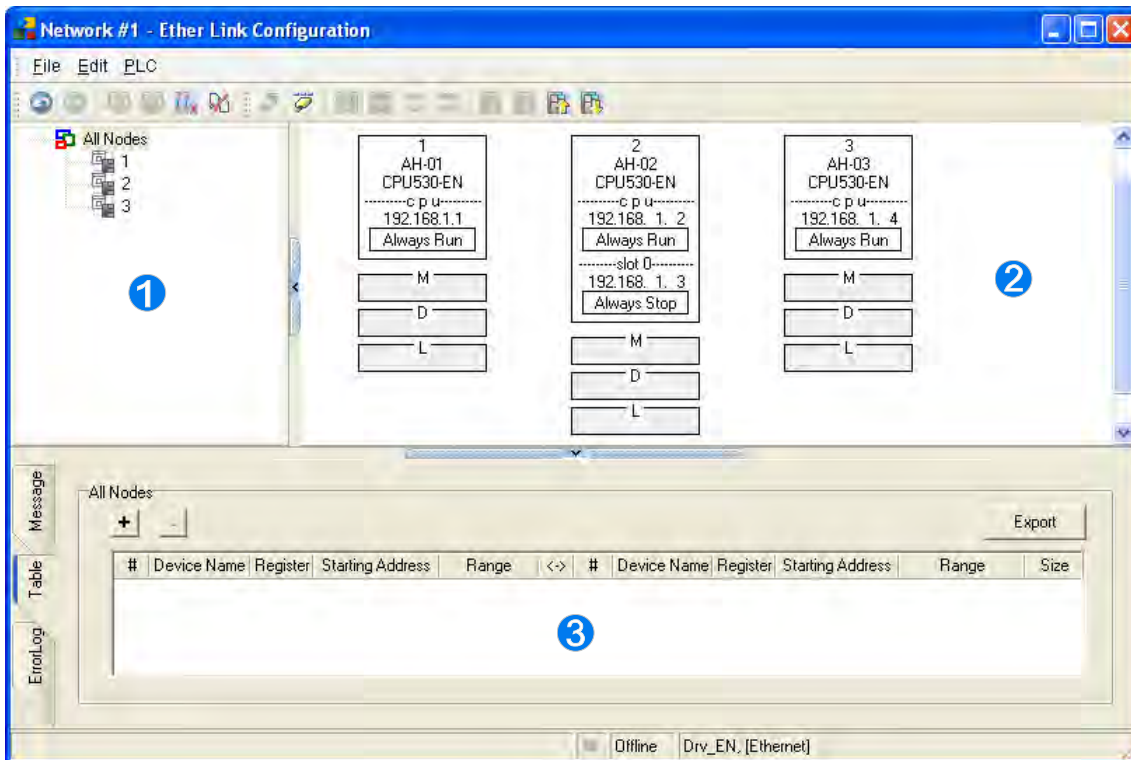 Network #1 - Ether Link Configuration
File Edit PLC
All Nodes
1
2
3
1
1
AH-01
CPU530-EN
---------c p u---------
192.168.1.1
Always Run
M
D
L
2
AH-02
CPU530-EN
---------c p u---------
192.168. 1. 2
Always Run
---------slot 0---------
192.168. 1. 3
Always Stop
M
D
L
3
AH-03
CPU530-EN
---------c p u---------
192.168. 1. 4
Always Run
M
D
L
2
Message
Table
ErrorLog
All Nodes
+ -
Export
# Device Name Register Starting Address Range <-> # Device Name Register Starting Address Range Size
3
Offline Drv_EN, [Ethernet]